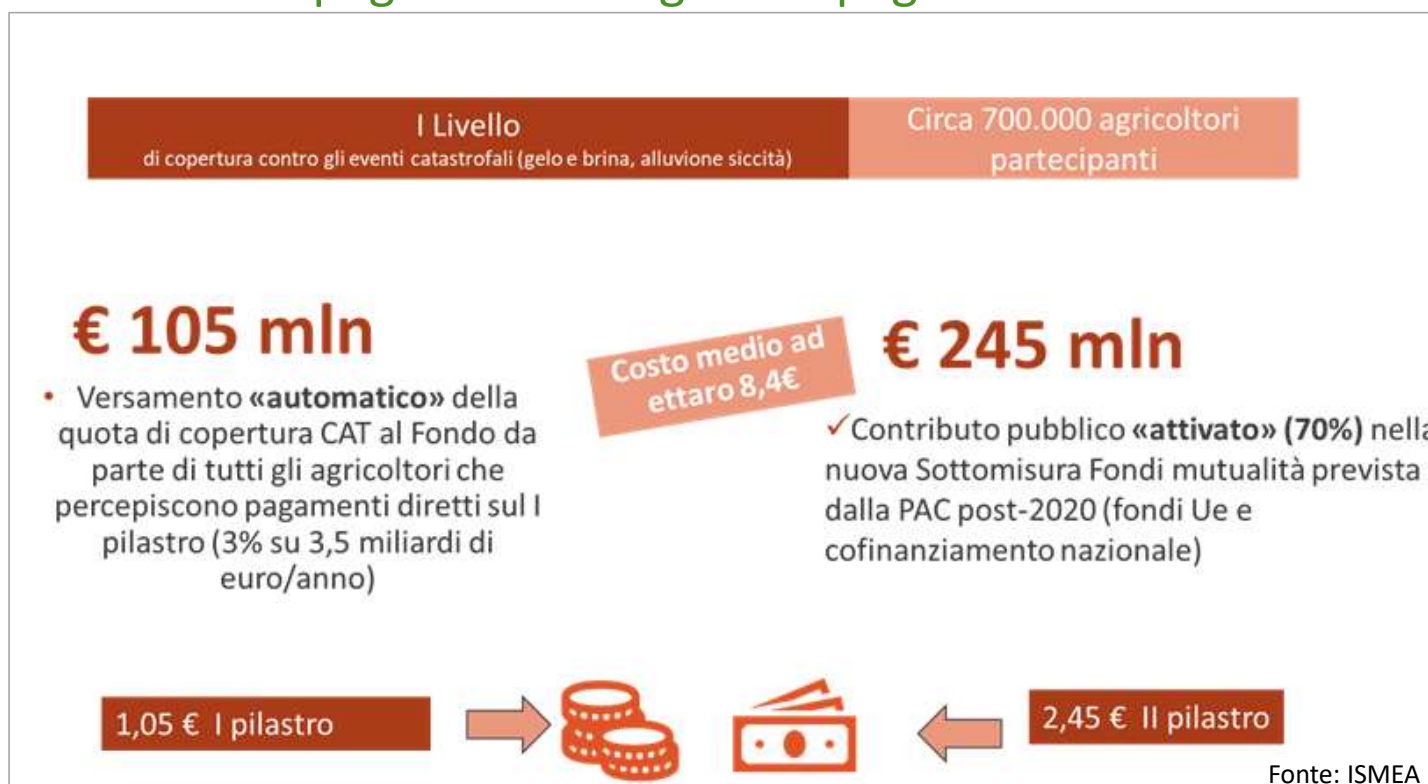 I Livello
di copertura contro gli eventi catastrofali (gelo e brina, alluvione siccità)
Circa 700.000 agricoltori
partecipanti
€ 105 mln
• Versamento «automatico» della
quota di copertura CAT al Fondo da
parte di tutti gli agricoltori che
percepiscono pagamenti diretti sul I
pilastro (3% su 3,5 miliardi di
euro/anno)
Costo medio ad
ettaro 8,4€
€ 245 mln
✓Contributo pubblico «attivato» (70%) nella
nuova Sottomisura Fondi mutualità prevista
dalla PAC post-2020 (fondi Ue e
cofinanziamento nazionale)
1,05 € I pilastro
2,45 € II pilastro
Fonte: ISMEA